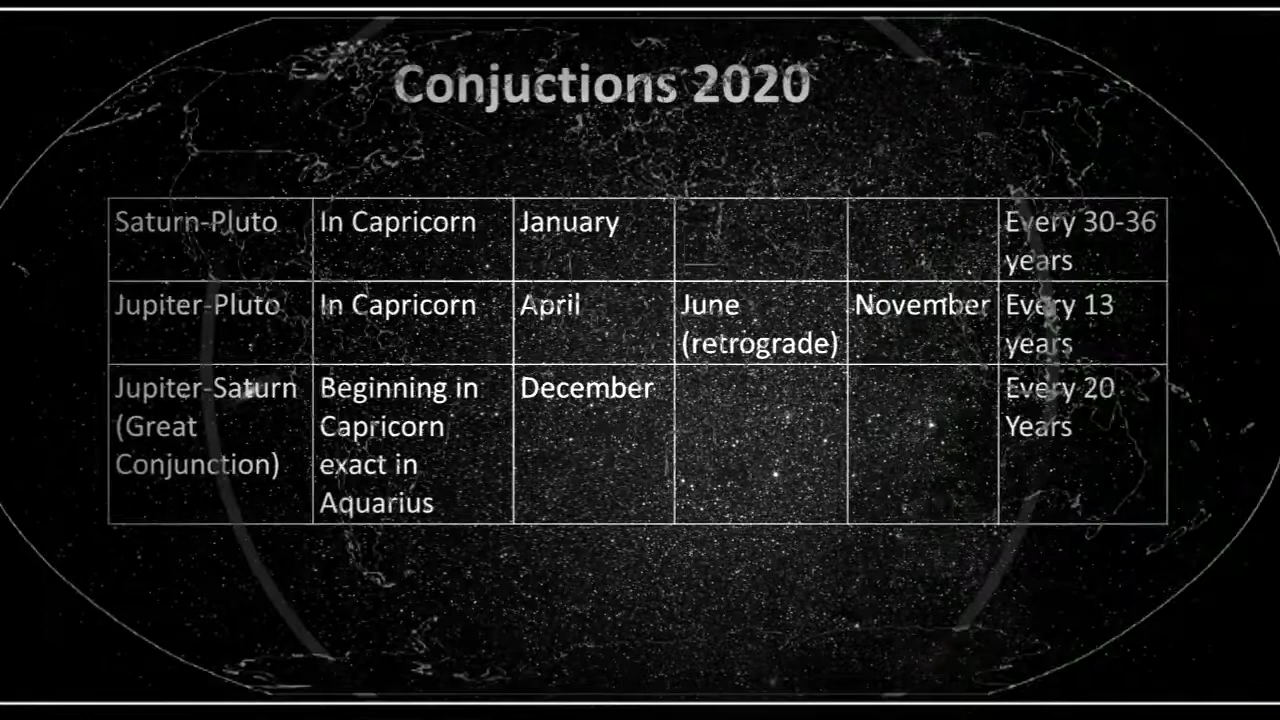 Conjuctions 2020
Saturn-Pluto In Capricorn January Every 30-36
years
Jupiter-Pluto In Capricorn April June November Every 13
(retrograde) years
Jupiter-Saturn Beginning in December Every 20
(Great Capricorn Years
Conjunction) exact in
Aquarius